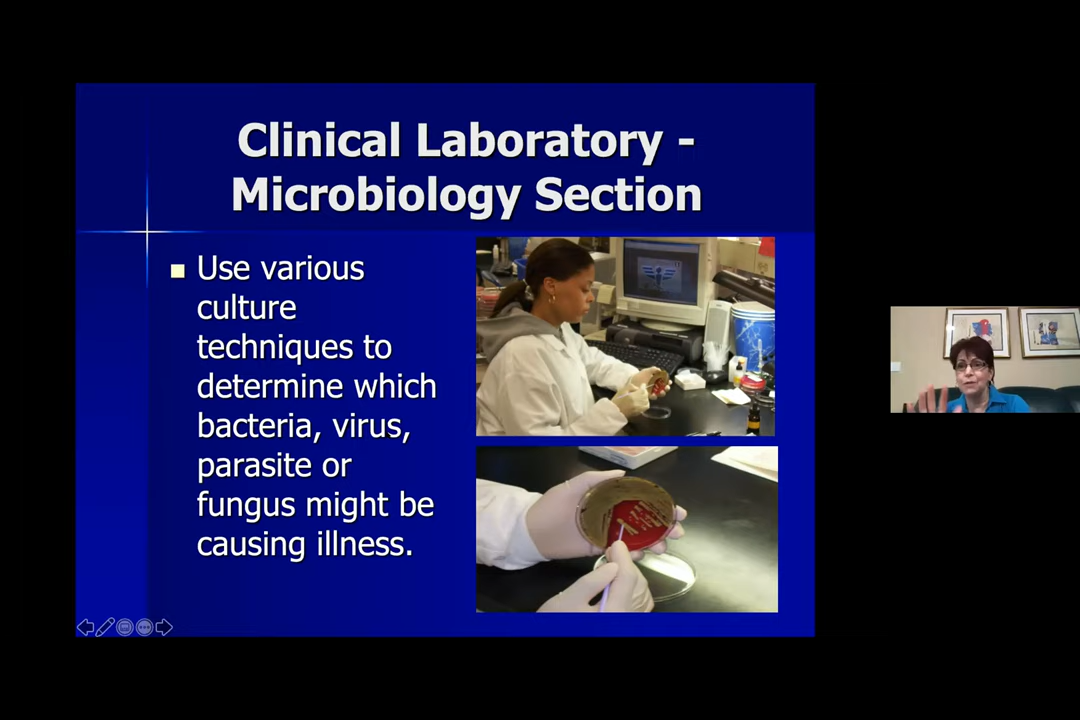 Clinical Laboratory -
Microbiology Section
Use various
culture
techniques to
determine which
bacteria, virus,
parasite or
fungus might be
causing illness.